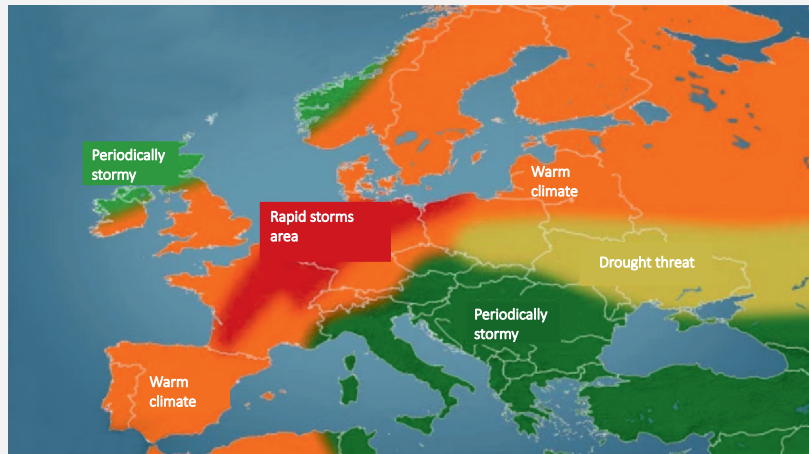 Periodically
stormy
Warm
climate
Rapid storms
area
Drought threat
Periodically
stormy
Warm
climate